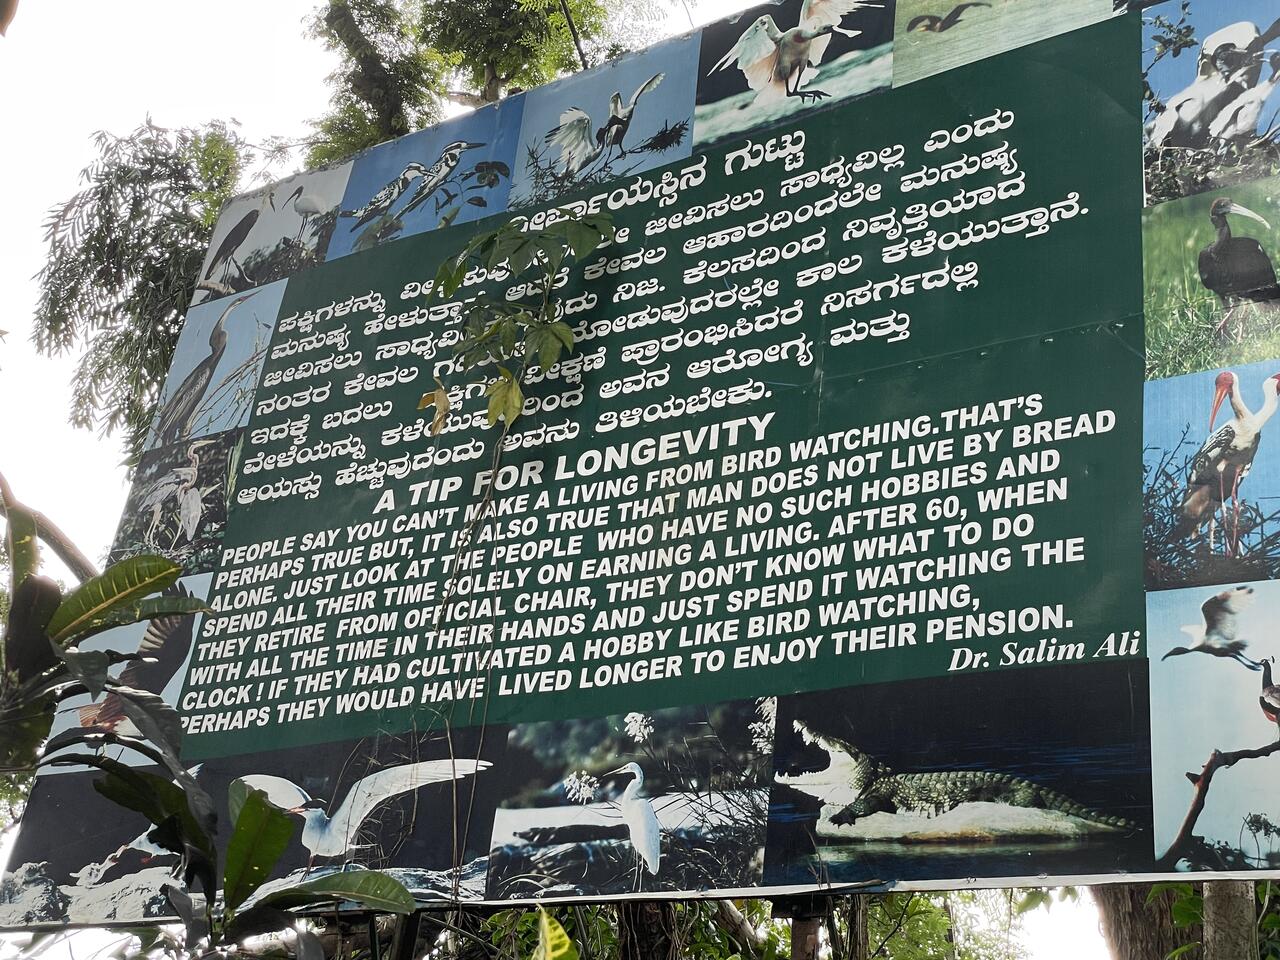 ದೀರ್ಘಾಯಸ್ಸಿನ ಗುಟ್ಟು
ಪಕ್ಷಿಗಳನ್ನು ಜೀವಿಸಲು ಸಾಧ್ಯವಿಲ್ಲ ಎಂದು
ಮನುಷ್ಯ ಕೇವಲ ಆಹಾರದಿಂದಲೇ ಮನುಷ್ಯ
ಜೀವಿಸಲು ನಿಜ. ಕೆಲಸದಿಂದ ನಿವೃತ್ತಿಯಾದ
ನಂತರ ಕೇವಲ ನೋಡುವುದರಲ್ಲೇ ಕಾಲ ಕಳೆಯುತ್ತಾನೆ.
ಇದಕ್ಕೆ ಬದಲು ವೀಕ್ಷಣೆ ಪ್ರಾರಂಭಿಸಿದರೆ ನಿಸರ್ಗದಲ್ಲಿ
ವೇಳೆಯನ್ನು ಅವನ ಆರೋಗ್ಯ ಮತ್ತು
ಆಯಸ್ಸು ಹೆಚ್ಚುವುದೆಂದು ಅವನು ತಿಳಿಯಬೇಕು.
A TIP FOR LONGEVITY
PEOPLE SAY YOU CAN'T MAKE A LIVING FROM BIRD WATCHING.THAT'S
PERHAPS TRUE BUT, IT IS ALSO TRUE THAT MAN DOES NOT LIVE BY BREAD
ALONE. JUST LOOK AT THE PEOPLE WHO HAVE NO SUCH HOBBIES AND
SPEND ALL THEIR TIME SOLELY ON EARNING A LIVING. AFTER 60, WHEN
THEY RETIRE FROM OFFICIAL CHAIR, THEY DON'T KNOW WHAT TO DO
WITH ALL THE TIME IN THEIR HANDS AND JUST SPEND IT WATCHING THE
CLOCK ! IF THEY HAD CULTIVATED A HOBBY LIKE BIRD WATCHING,
PERHAPS THEY WOULD HAVE LIVED LONGER TO ENJOY THEIR PENSION.
Dr. Salim Ali